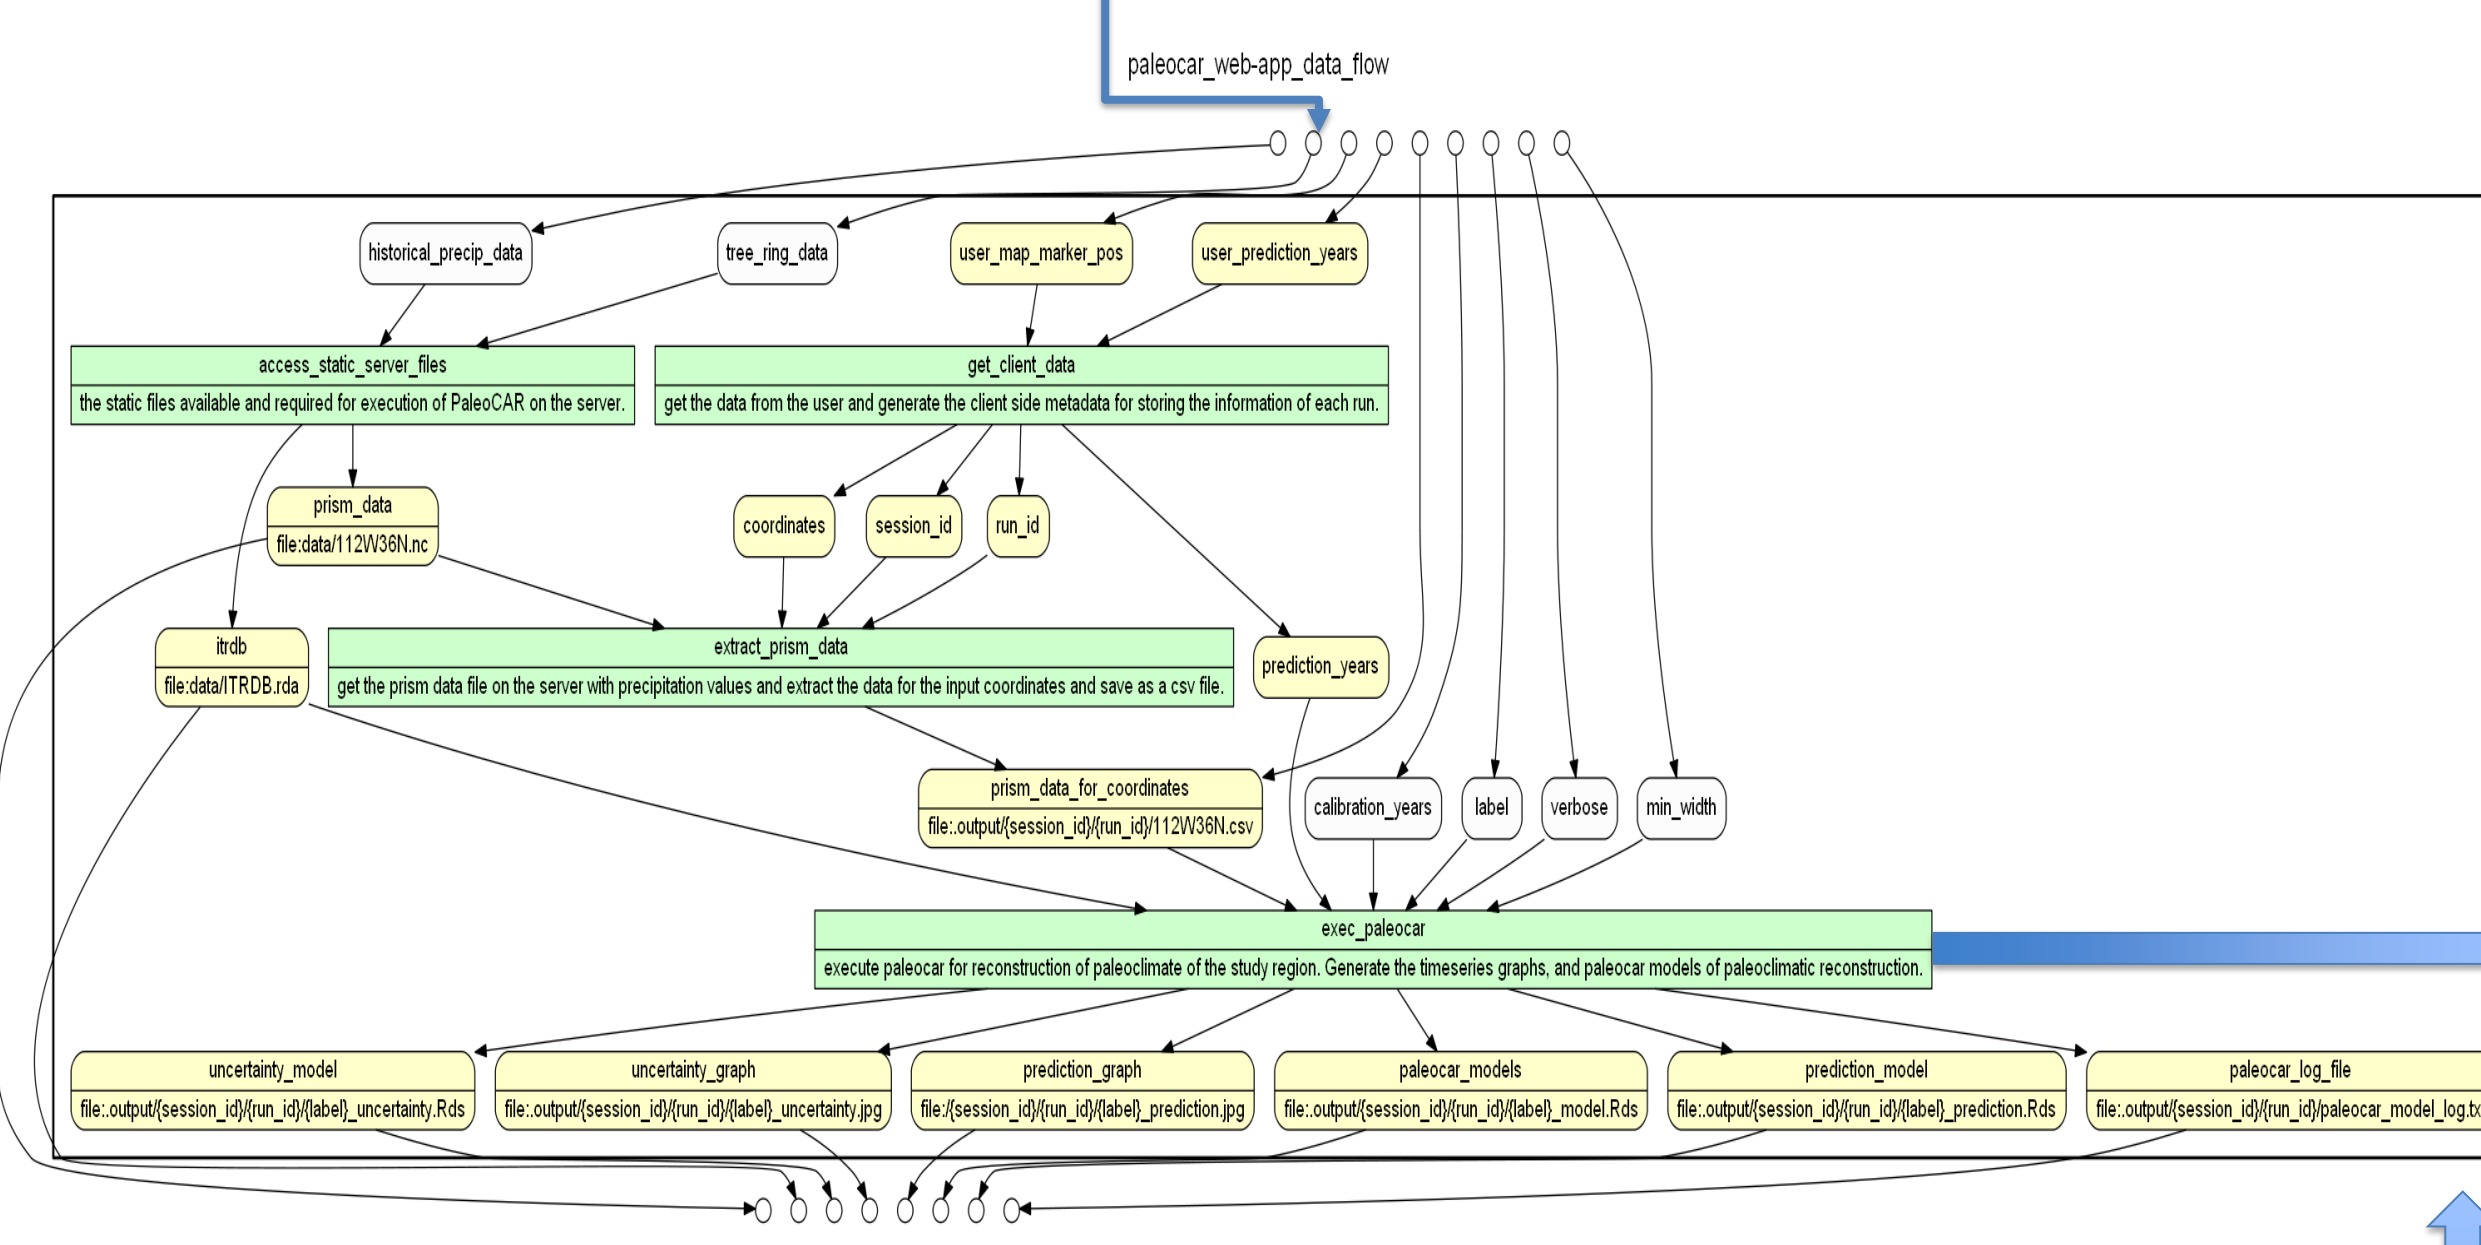 paleocar_web-app_data_flow
historical_precip_data
tree_ring_data
user_map_marker_pos
user_prediction_years
access_static_server_files
the static files available and required for execution of PaleoCAR on the server.
get_client_data
get the data from the user and generate the client side metadata for storing the information of each run.
prism_data
file:data/112W36N.nc
coordinates
session_id
run_id
itrdb
file:data/ITRDB.rda
extract_prism_data
get the prism data file on the server with precipitation values and extract the data for the input coordinates and save as a csv file.
prediction_years
prism_data_for_coordinates
file:.output/{session_id}/{run_id}/112W36N.csv
calibration_years
label
verbose
min_width
exec_paleocar
execute paleocar for reconstruction of paleoclimate of the study region. Generate the timeseries graphs, and paleocar models of paleoclimatic reconstruction.
uncertainty_model
file:.output/{session_id}/{run_id}/{label}_uncertainty.Rds
uncertainty_graph
file:.output/{session_id}/{run_id}/{label}_uncertainty.jpg
prediction_graph
file:/{session_id}/{run_id}/{label}_prediction.jpg
paleocar_models
file:.output/{session_id}/{run_id}/{label}_model.Rds
prediction_model
file:.output/{session_id}/{run_id}/{label}_prediction.Rds
paleocar_log_file
file:.output/{session_id}/{run_id}/paleocar_model_log.tx